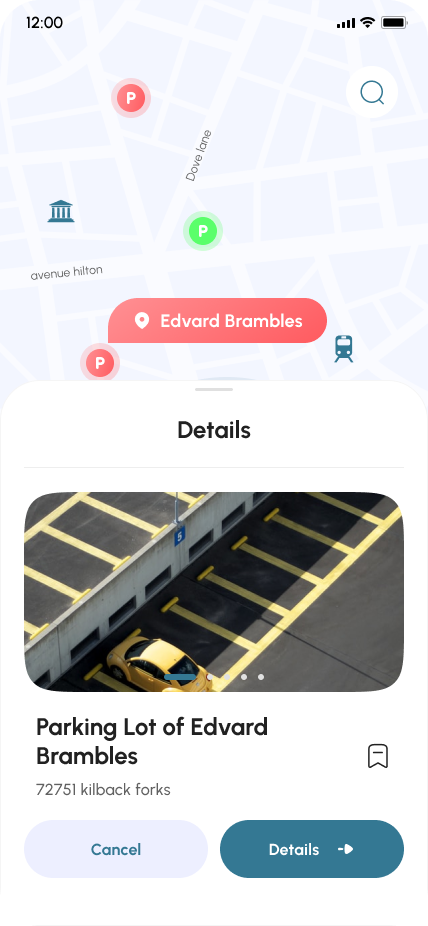 12:00
P
Dove lane
P
avenue hilton
Edvard Brambles
P
Details
5
Parking Lot of Edvard
Brambles
72751 kilback forks
Cancel
Details